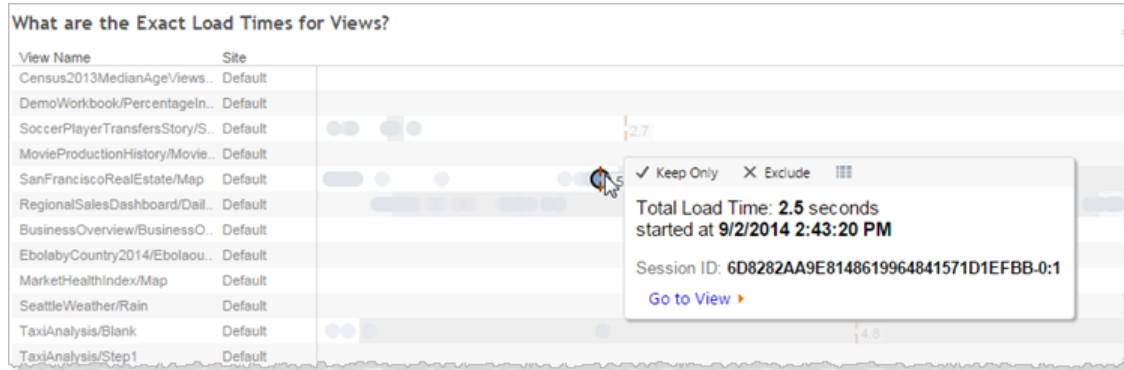 What are the Exact Load Times for Views?
View Name Site
Census2013MedianAgeViews.. Default
DemoWorkbook/PercentageIn.. Default
SoccerPlayerTransfersStory/S.. Default 2.7
MovieProductionHistory/Movie.. Default
SanFranciscoRealEstate/Map Default 5
Keep Only Exclude
RegionalSalesDashboard/Dail.. Default
Total Load Time: 2.5 seconds
started at 9/2/2014 2:43:20 PM
BusinessOverview/BusinessO.. Default
EbolabyCountry2014/Ebolaou.. Default
Session ID: 6D8282AA9E8148619964841571D1EFBB-0:1
MarketHealthIndex/Map Default
Go to View
SeattleWeather/Rain Default
TaxiAnalysis/Blank Default 4.8
TaxiAnalysis/Step1 Default